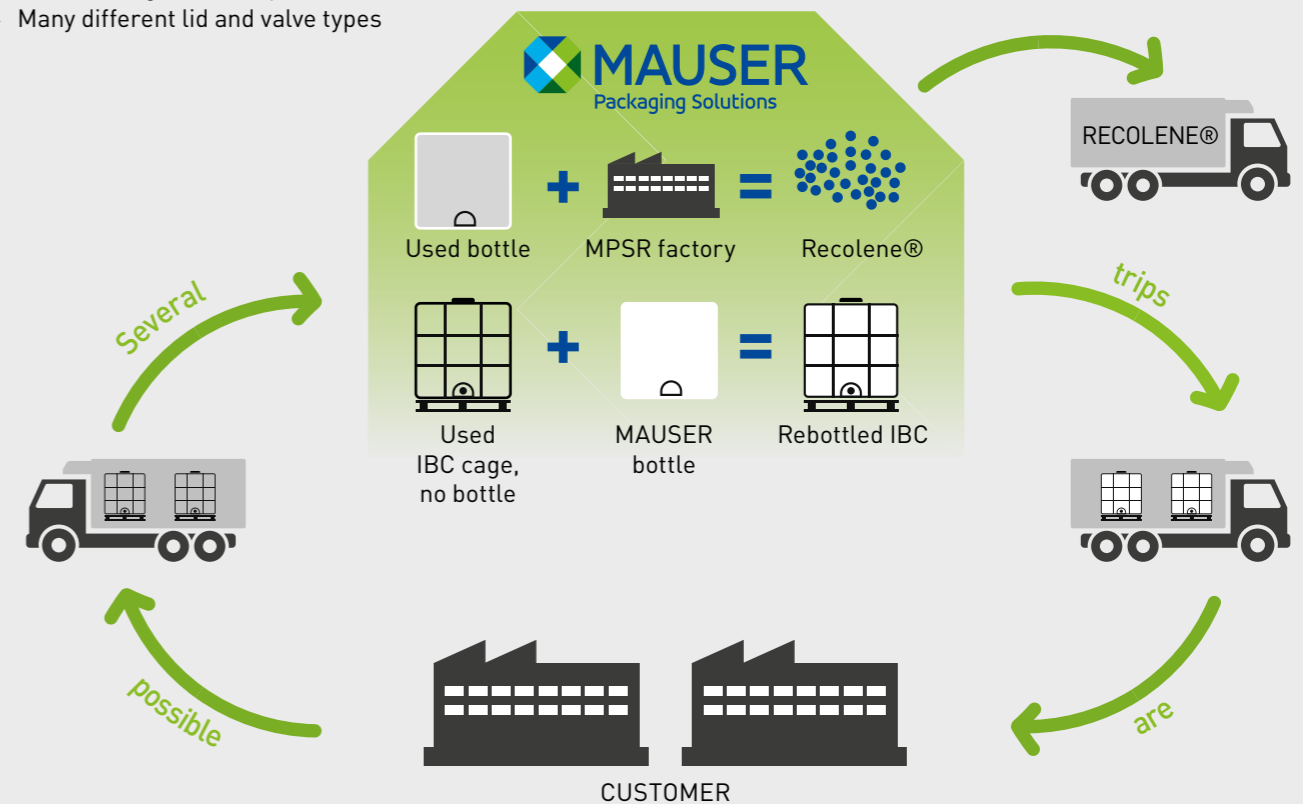 Many different lid and valve types
MAUSER
Packaging Solutions
RECOLENE®
Used bottle
MPSR factory
Recolene®
Several
trips
Used
IBC cage,
no bottle
MAUSER
bottle
Rebottled IBC
possible
are
CUSTOMER